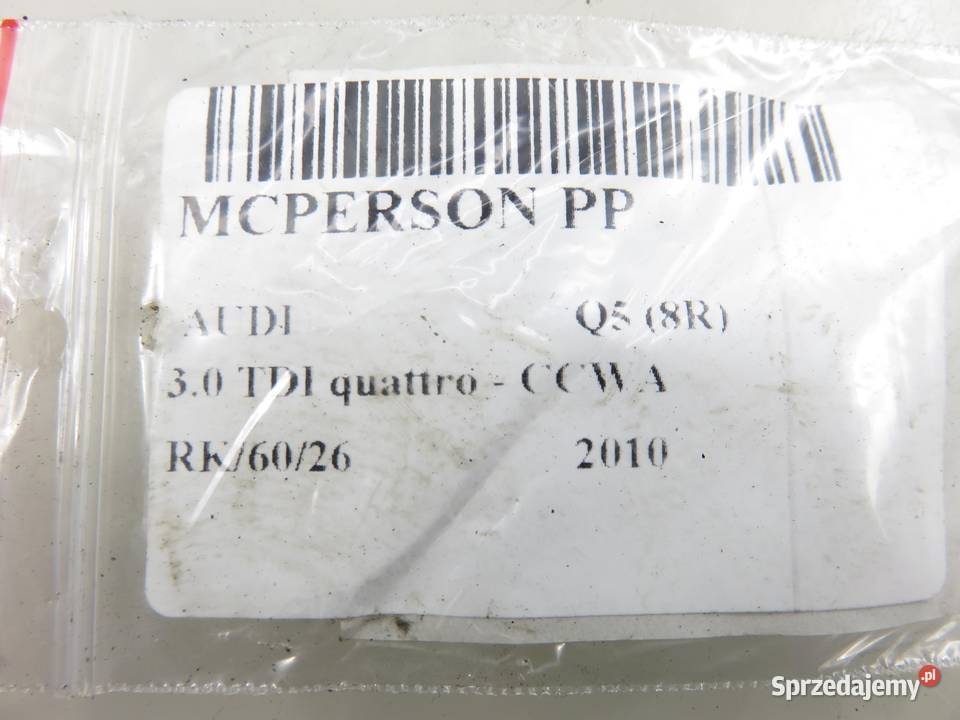 MCPERSON PP
AUDI Q5 (8R)
3.0 TDI quattro - CCWA
RK/60/26 2010
Sprzedajemy.pl